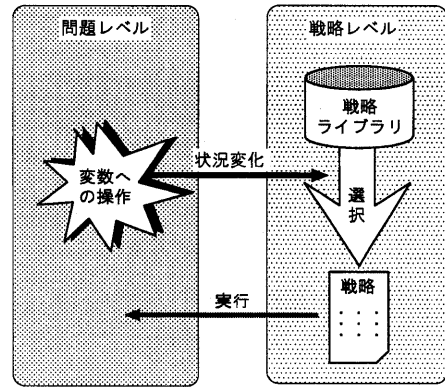 問題レベル
戦略レベル
戦略
ライブラリ
変数へ
の操作
状況変化
選
択
戦略
実行